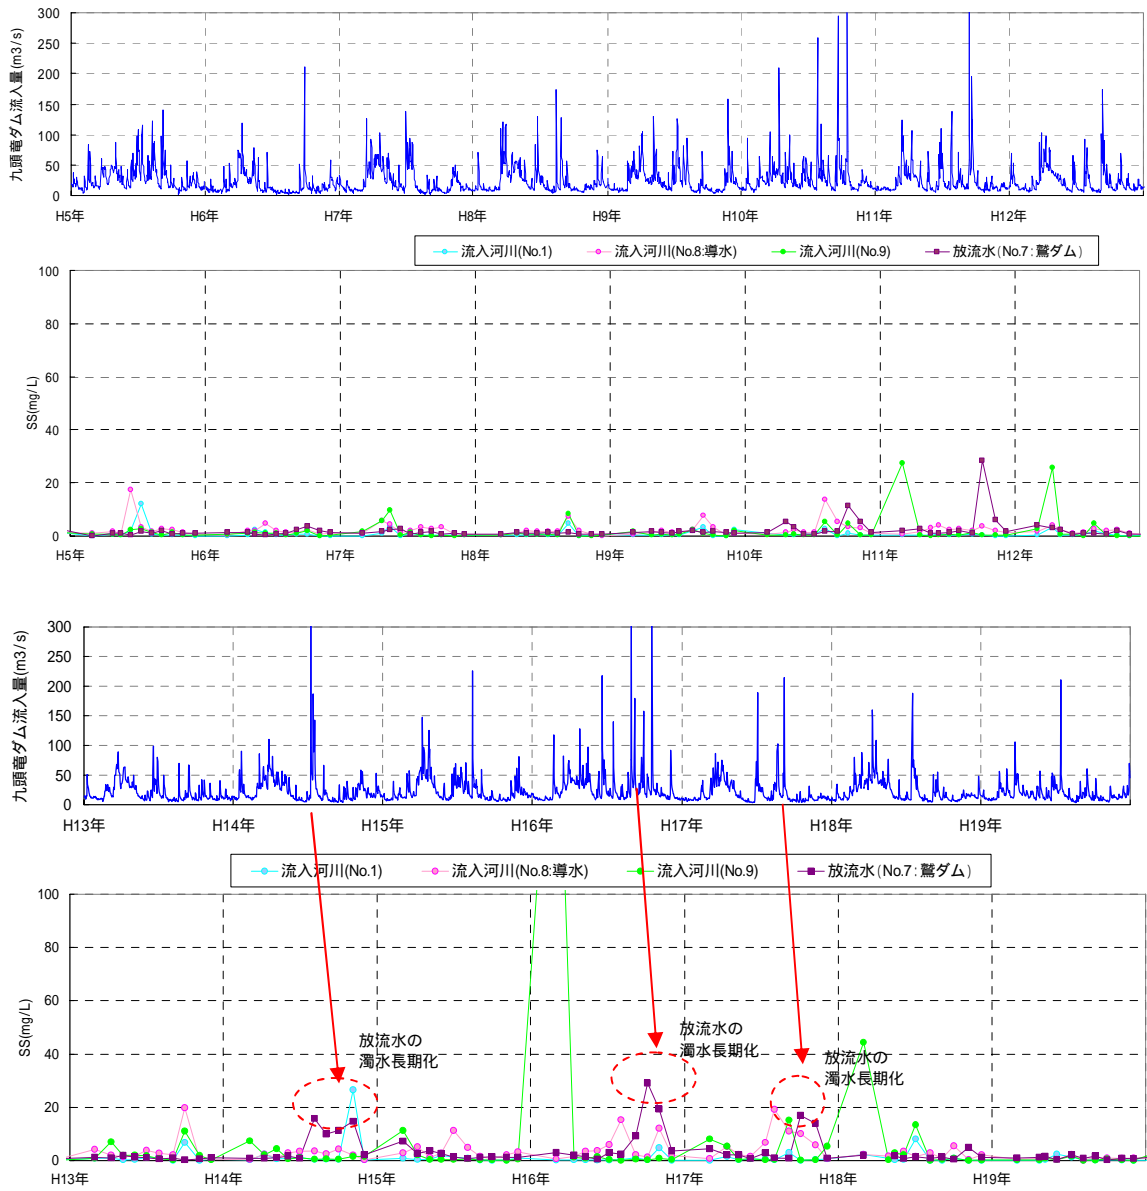 九頭竜ダム流入量(m3/s)
300
250
200
150
100
50
0
H5年 H6年 H7年 H8年 H9年 H10年 H11年 H12年
流入河川(No.1) 流入河川(No.8:導水) 流入河川(No.9) 放流水(No.7:鷲ダム)
SS(mg/L)
100
80
60
40
20
0
H5年 H6年 H7年 H8年 H9年 H10年 H11年 H12年
九頭竜ダム流入量(m3/s)
300
250
200
150
100
50
0
H13年 H14年 H15年 H16年 H17年 H18年 H19年
流入河川(No.1) 流入河川(No.8:導水) 流入河川(No.9) 放流水(No.7:鷲ダム)
SS(mg/L)
100
80
60
40
20
0
放流水の
濁水長期化
放流水の
濁水長期化
放流水の
濁水長期化
H13年 H14年 H15年 H16年 H17年 H18年 H19年